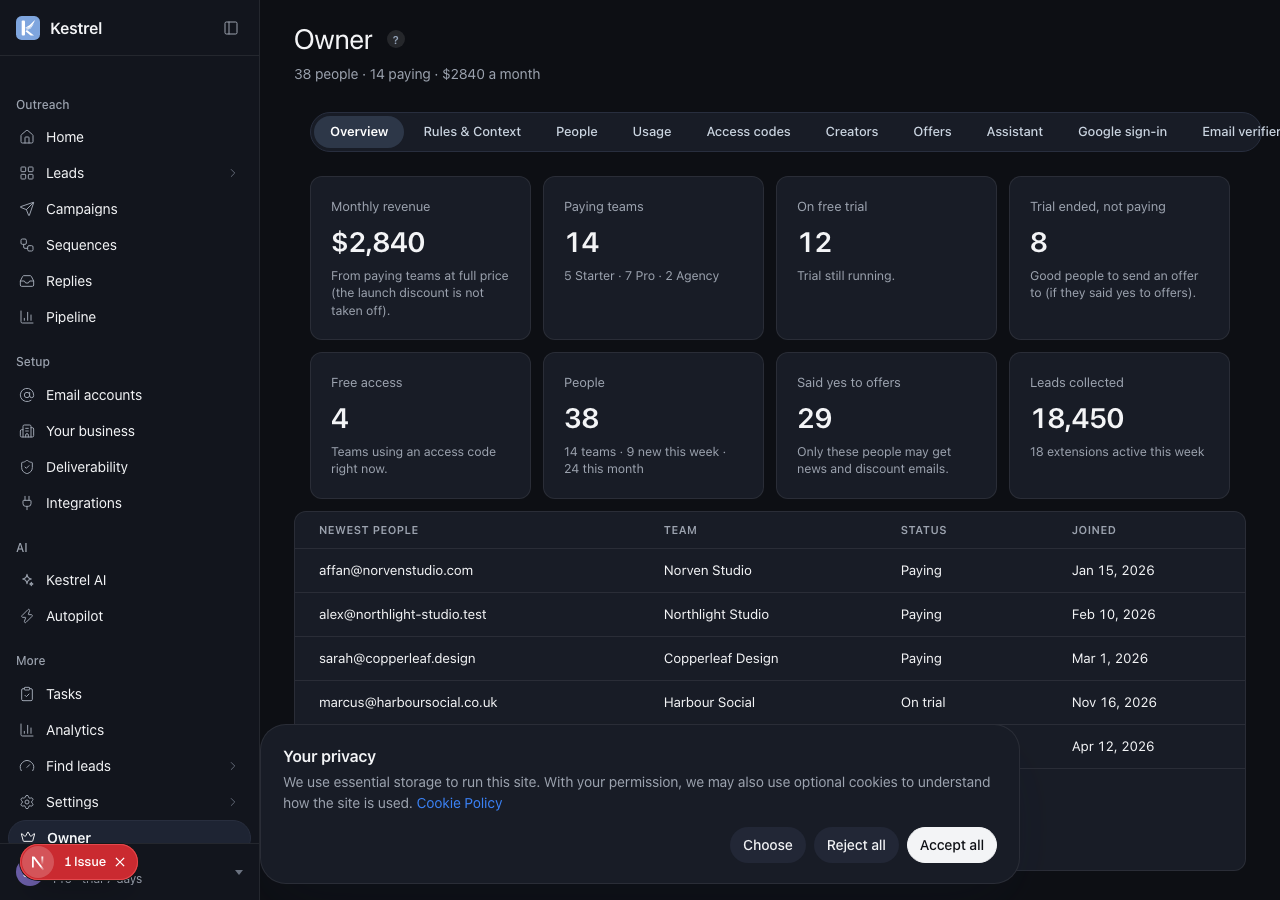 Kestrel
Outreach
Home
Leads
Campaigns
Sequences
Replies
Pipeline
Setup
Email accounts
Your business
Deliverability
Integrations
AI
Kestrel AI
Autopilot
More
Tasks
Analytics
Find leads
Settings
Owner
N
1 Issue
Owner
?
38 people · 14 paying · $2840 a month
Overview
Rules & Context
People
Usage
Access codes
Creators
Offers
Assistant
Google sign-in
Email verifier
Monthly revenue
$2,840
From paying teams at full price
(the launch discount is not
taken off).
Paying teams
14
5 Starter · 7 Pro · 2 Agency
On free trial
12
Trial still running.
Trial ended, not paying
8
Good people to send an offer
to (if they said yes to offers).
Free access
4
Teams using an access code
right now.
People
38
14 teams · 9 new this week ·
24 this month
Said yes to offers
29
Only these people may get
news and discount emails.
Leads collected
18,450
18 extensions active this week
NEWEST PEOPLE TEAM STATUS JOINED
affan@norvenstudio.com Norven Studio Paying Jan 15, 2026
alex@northlight-studio.test Northlight Studio Paying Feb 10, 2026
sarah@copperleaf.design Copperleaf Design Paying Mar 1, 2026
marcus@harboursocial.co.uk Harbour Social On trial Nov 16, 2026
Apr 12, 2026
Your privacy
We use essential storage to run this site. With your permission, we may also use optional cookies to understand
how the site is used. Cookie Policy
Choose
Reject all
Accept all